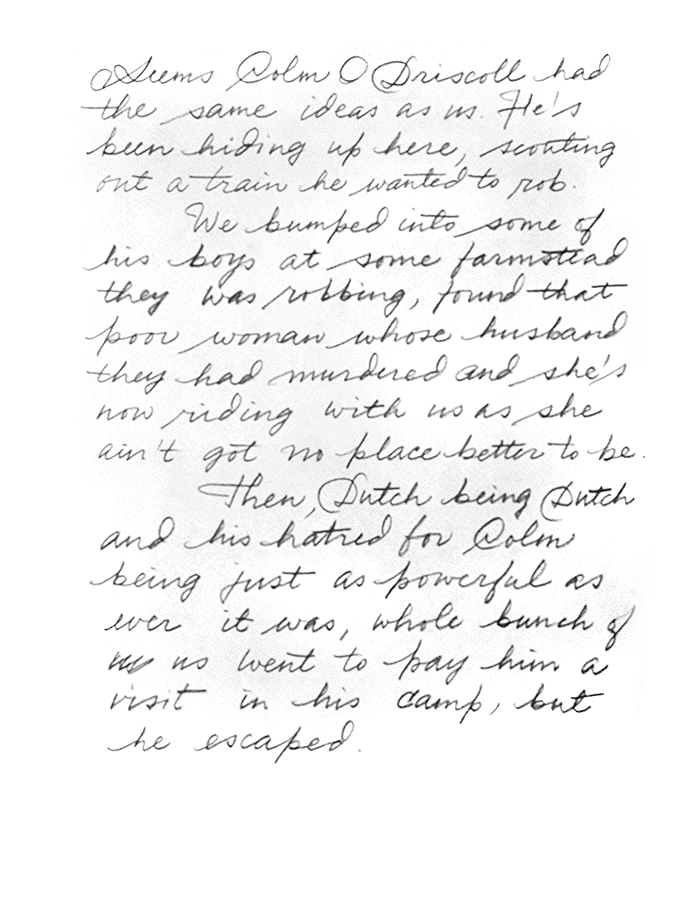 Seems Colm O Driscoll had
the same ideas as us. He's
been hiding up here, scouting
out a train he wanted to rob.
We bumped into some of
his boys at some farmstead
they was robbing, found that
poor woman whose husband
they had murdered and she's
now riding with us as she
ain't got no place better to be.
Then, Dutch being Dutch
and his hatred for Colm
being just as powerful as
ever it was, whole bunch of
us went to pay him a
visit in his camp, but
he escaped.